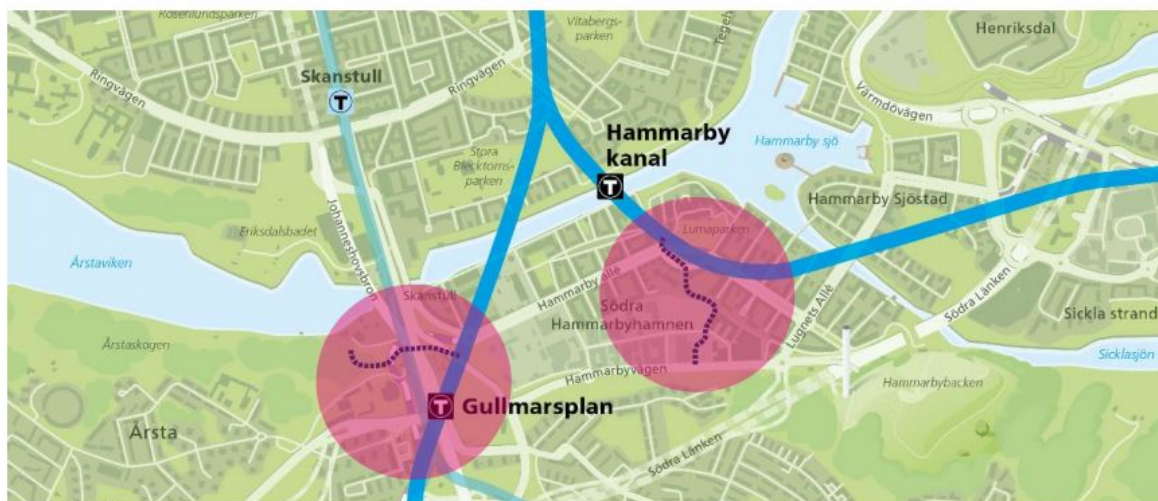 Rosenlundsparken
Vitabergs-
parken
Henriksdal
Ringvägen
Skanstull
T
Ringvägen
Värmdövägen
Hammarby
kanal
T
Hammarby sjö
Stora
Blecktorns-
parken
Johanneshovsbron
Eriksdalsbadet
Hammarby Sjöstad
Lumaparken
Årstaviken
Skanstull
Hammarby allé
Södra
Hammarbyhamnen
Lugnets Allé
Södra Länken
Sickla strand
Årstaskogen
Sicklasjön
Hammarbyvägen
Hammarbybacken
T
Gullmarsplan
Årsta
Södra Länken